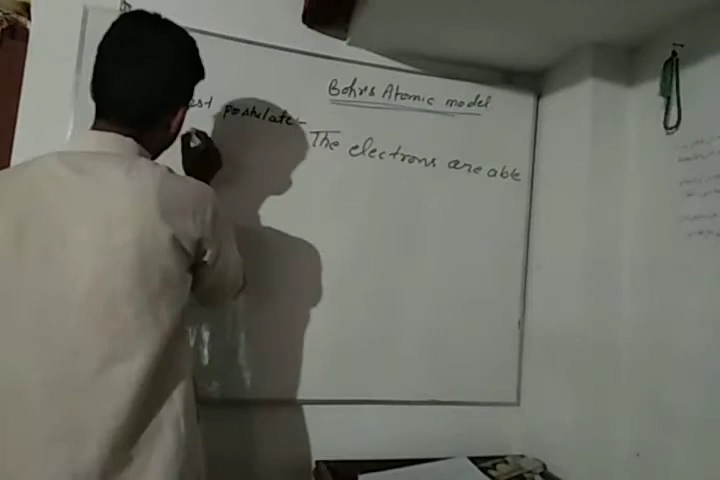 Bohrs Atomic model
postulate:-
The electrons are able